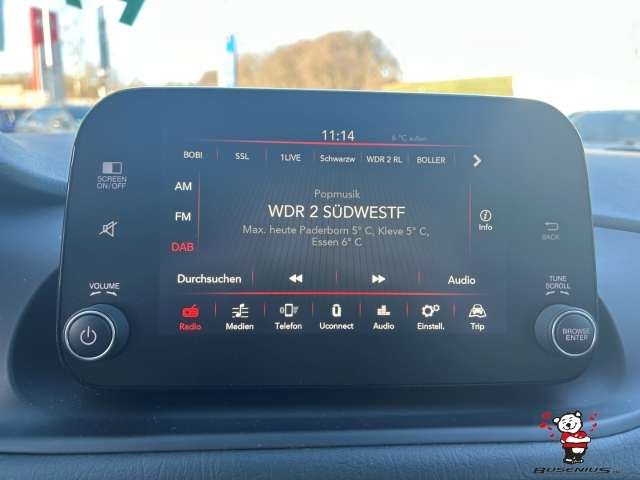 11:14 6 °C außen
BOBI SSL 1LIVE Schwarzw WDR 2 RL BOLLER
SCREEN
ON/OFF
AM
Popmusik
FM
WDR 2 SÜDWESTF
Info
BACK
DAB
Max. heute Paderborn 5° C, Kleve 5° C,
Essen 6° C
Durchsuchen Audio
VOLUME
TUNE
SCROLL
Radio Medien Telefon Uconnect Audio Einstell. Trip
BROWSE
ENTER
BUSENIUS